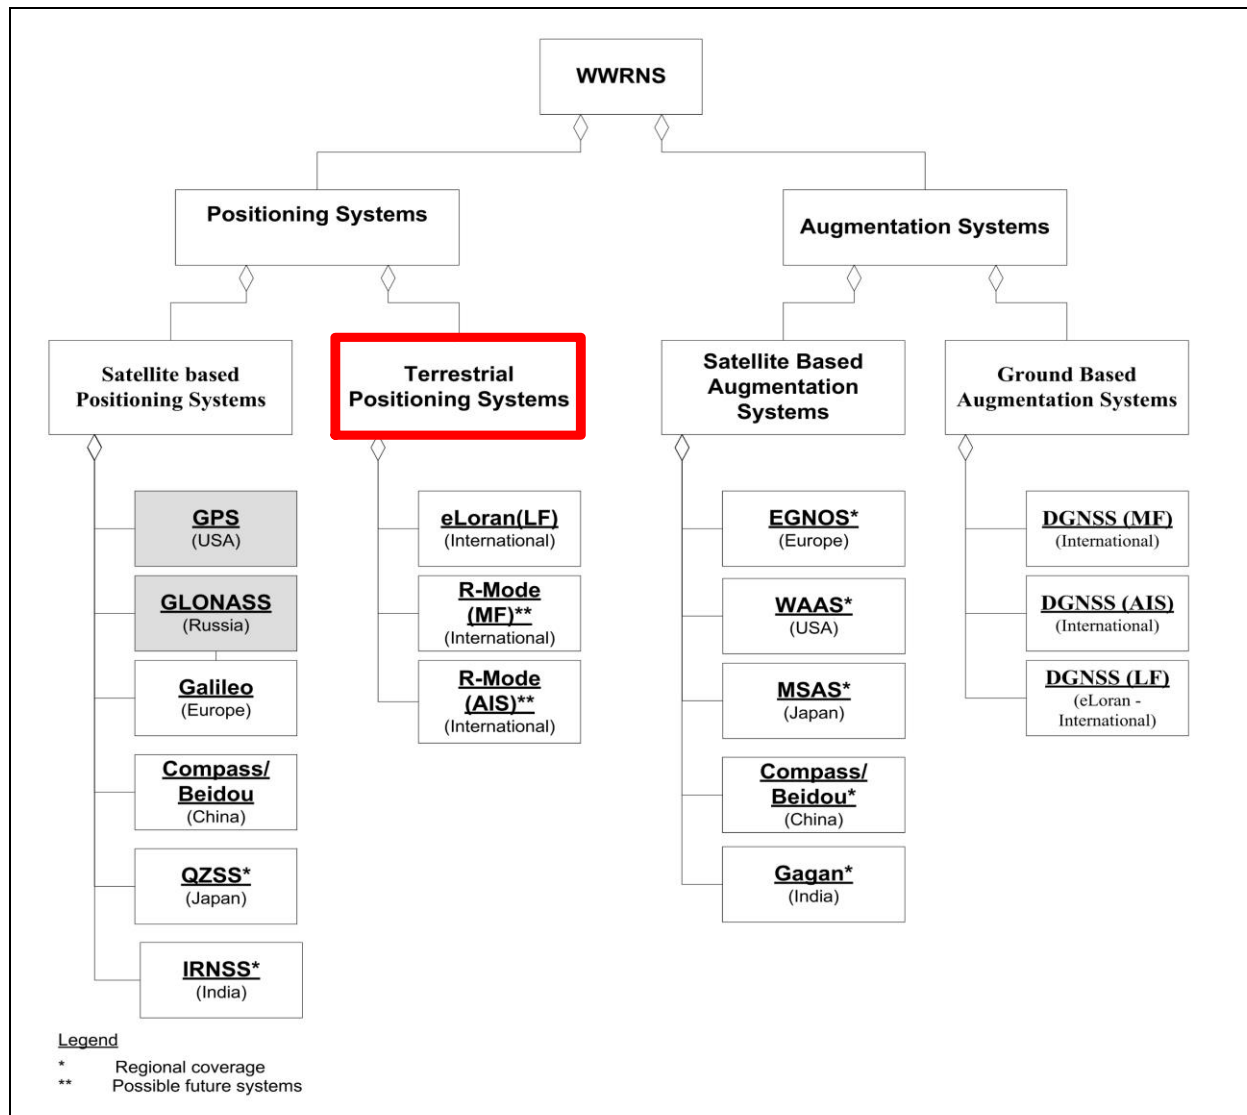 WWRNS
Positioning Systems
Augmentation Systems
Satellite based
Positioning Systems
Terrestrial
Positioning Systems
Satellite Based
Augmentation
Systems
Ground Based
Augmentation Systems
GPS
(USA)
GLONASS
(Russia)
Galileo
(Europe)
Compass/
Beidou
(China)
QZSS*
(Japan)
IRNSS*
(India)
eLoran(LF)
(International)
R-Mode
(MF)**
(International)
R-Mode
(AIS)**
(International)
EGNOS*
(Europe)
WAAS*
(USA)
MSAS*
(Japan)
Compass/
Beidou*
(China)
Gagan*
(India)
DGNSS (MF)
(International)
DGNSS (AIS)
(International)
DGNSS (LF)
(eLoran -
International)
Legend
* Regional coverage
** Possible future systems